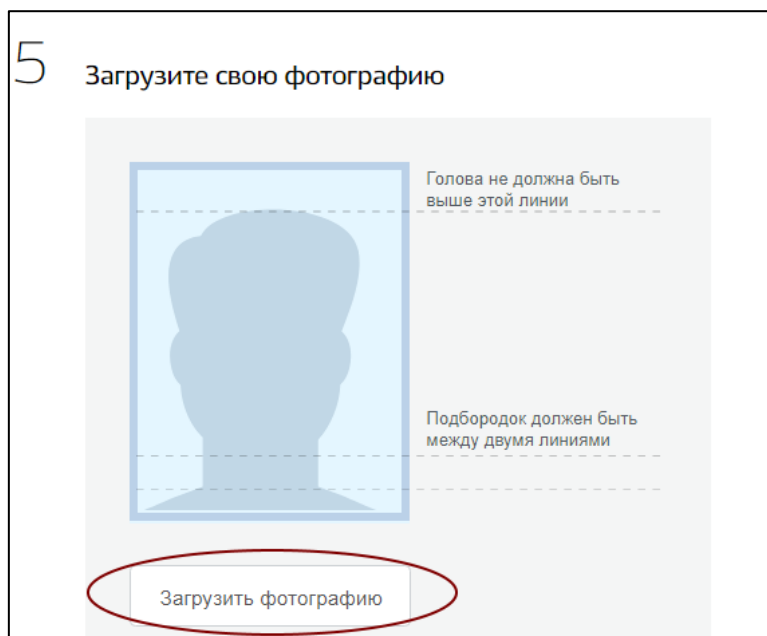 5
Загрузите свою фотографию
Голова не должна быть
выше этой линии
Подбородок должен быть
между двумя линиями
Загрузить фотографию